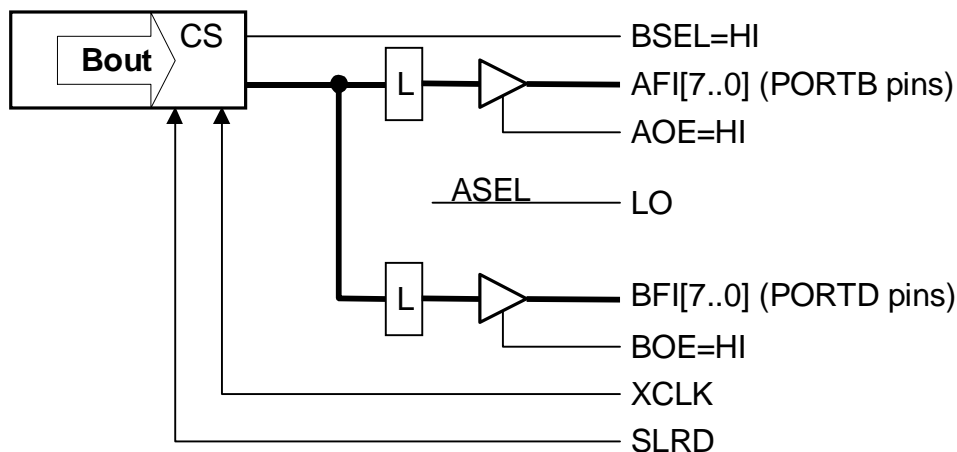 CS BSEL=HI
Bout L AFI[7..0] (PORTB pins)
AOE=HI
ASEL LO
L BFI[7..0] (PORTD pins)
BOE=HI
XCLK
SLRD